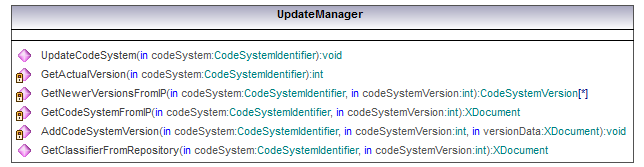 UpdateManager
UpdateCodeSystem(in codeSystem:CodeSystemIdentifier):void
GetActualVersion(in codeSystem:CodeSystemIdentifier):int
GetNewerVersionsFromIP(in codeSystem:CodeSystemIdentifier, in codeSystemVersion:int):CodeSystemVersion[*]
GetCodeSystemFromIP(in codeSystem:CodeSystemIdentifier, in codeSystemVersion:int):XDocument
AddCodeSystemVersion(in codeSystem:CodeSystemIdentifier, in codeSystemVersion:int, in versionData:XDocument):void
GetClassifierFromRepository(in codeSystem:CodeSystemIdentifier, in codeSystemVersion:int):XDocument